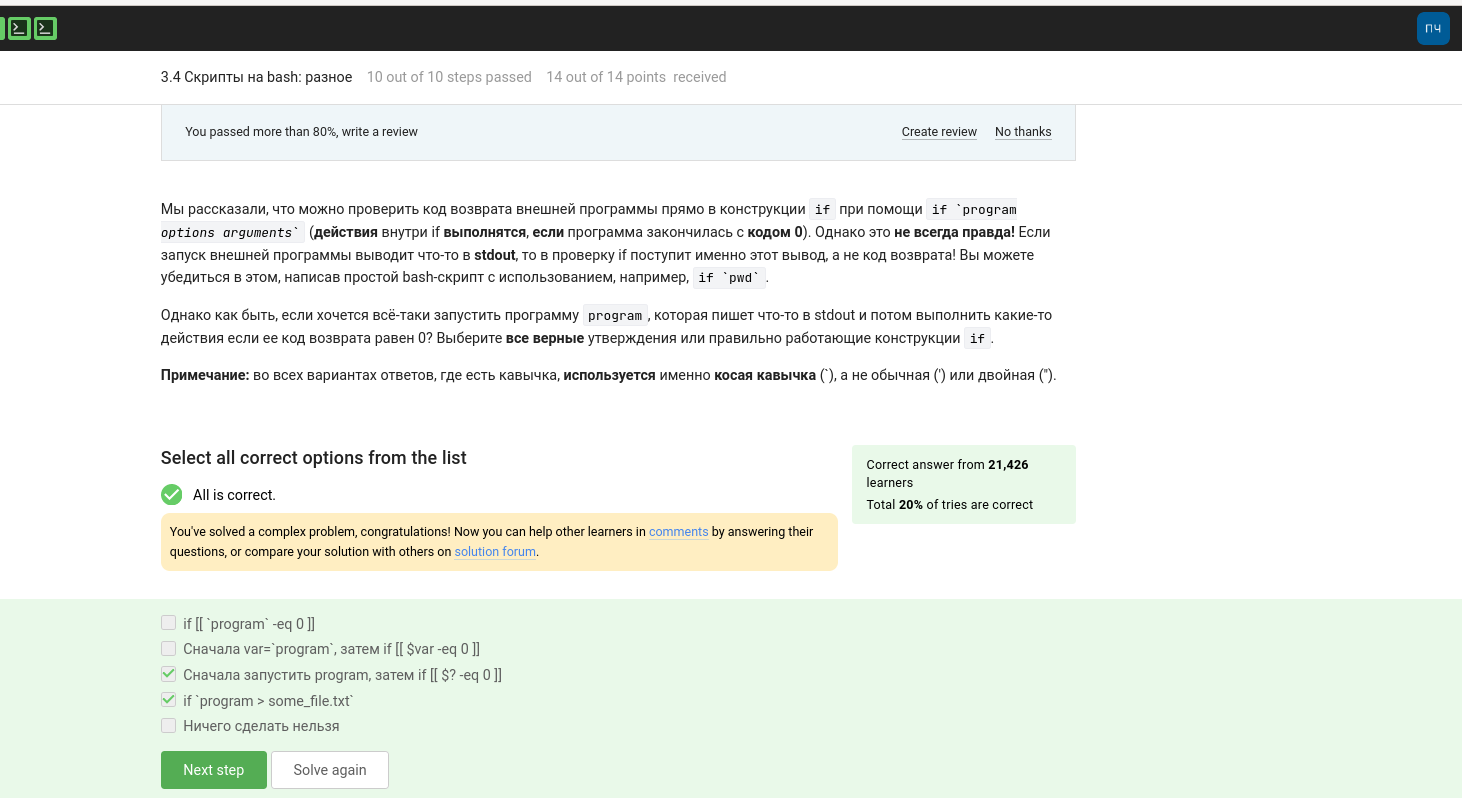 ПЧ
3.4 Скрипты на bash: разное 10 out of 10 steps passed 14 out of 14 points received
You passed more than 80%, write a review Create review No thanks
Мы рассказали, что можно проверить код возврата внешней программы прямо в конструкции if при помощи if `program
options arguments` (действия внутри if выполнятся, если программа закончилась с кодом 0). Однако это не всегда правда! Если
запуск внешней программы выводит что-то в stdout, то в проверку if поступит именно этот вывод, а не код возврата! Вы можете
убедиться в этом, написав простой bash-скрипт с использованием, например, if `pwd`.
Однако как быть, если хочется всё-таки запустить программу program, которая пишет что-то в stdout и потом выполнить какие-то
действия если ее код возврата равен 0? Выберите все верные утверждения или правильно работающие конструкции if.
Примечание: во всех вариантах ответов, где есть кавычка, используется именно косая кавычка (`), а не обычная (') или двойная (").
Select all correct options from the list
All is correct.
You've solved a complex problem, congratulations! Now you can help other learners in comments by answering their
questions, or compare your solution with others on solution forum.
Correct answer from 21,426
learners
Total 20% of tries are correct
if [[ `program` -eq 0 ]]
Сначала var=`program`, затем if [[ $var -eq 0 ]]
Сначала запустить program, затем if [[ $? -eq 0 ]]
if `program > some_file.txt`
Ничего сделать нельзя
Next step Solve again